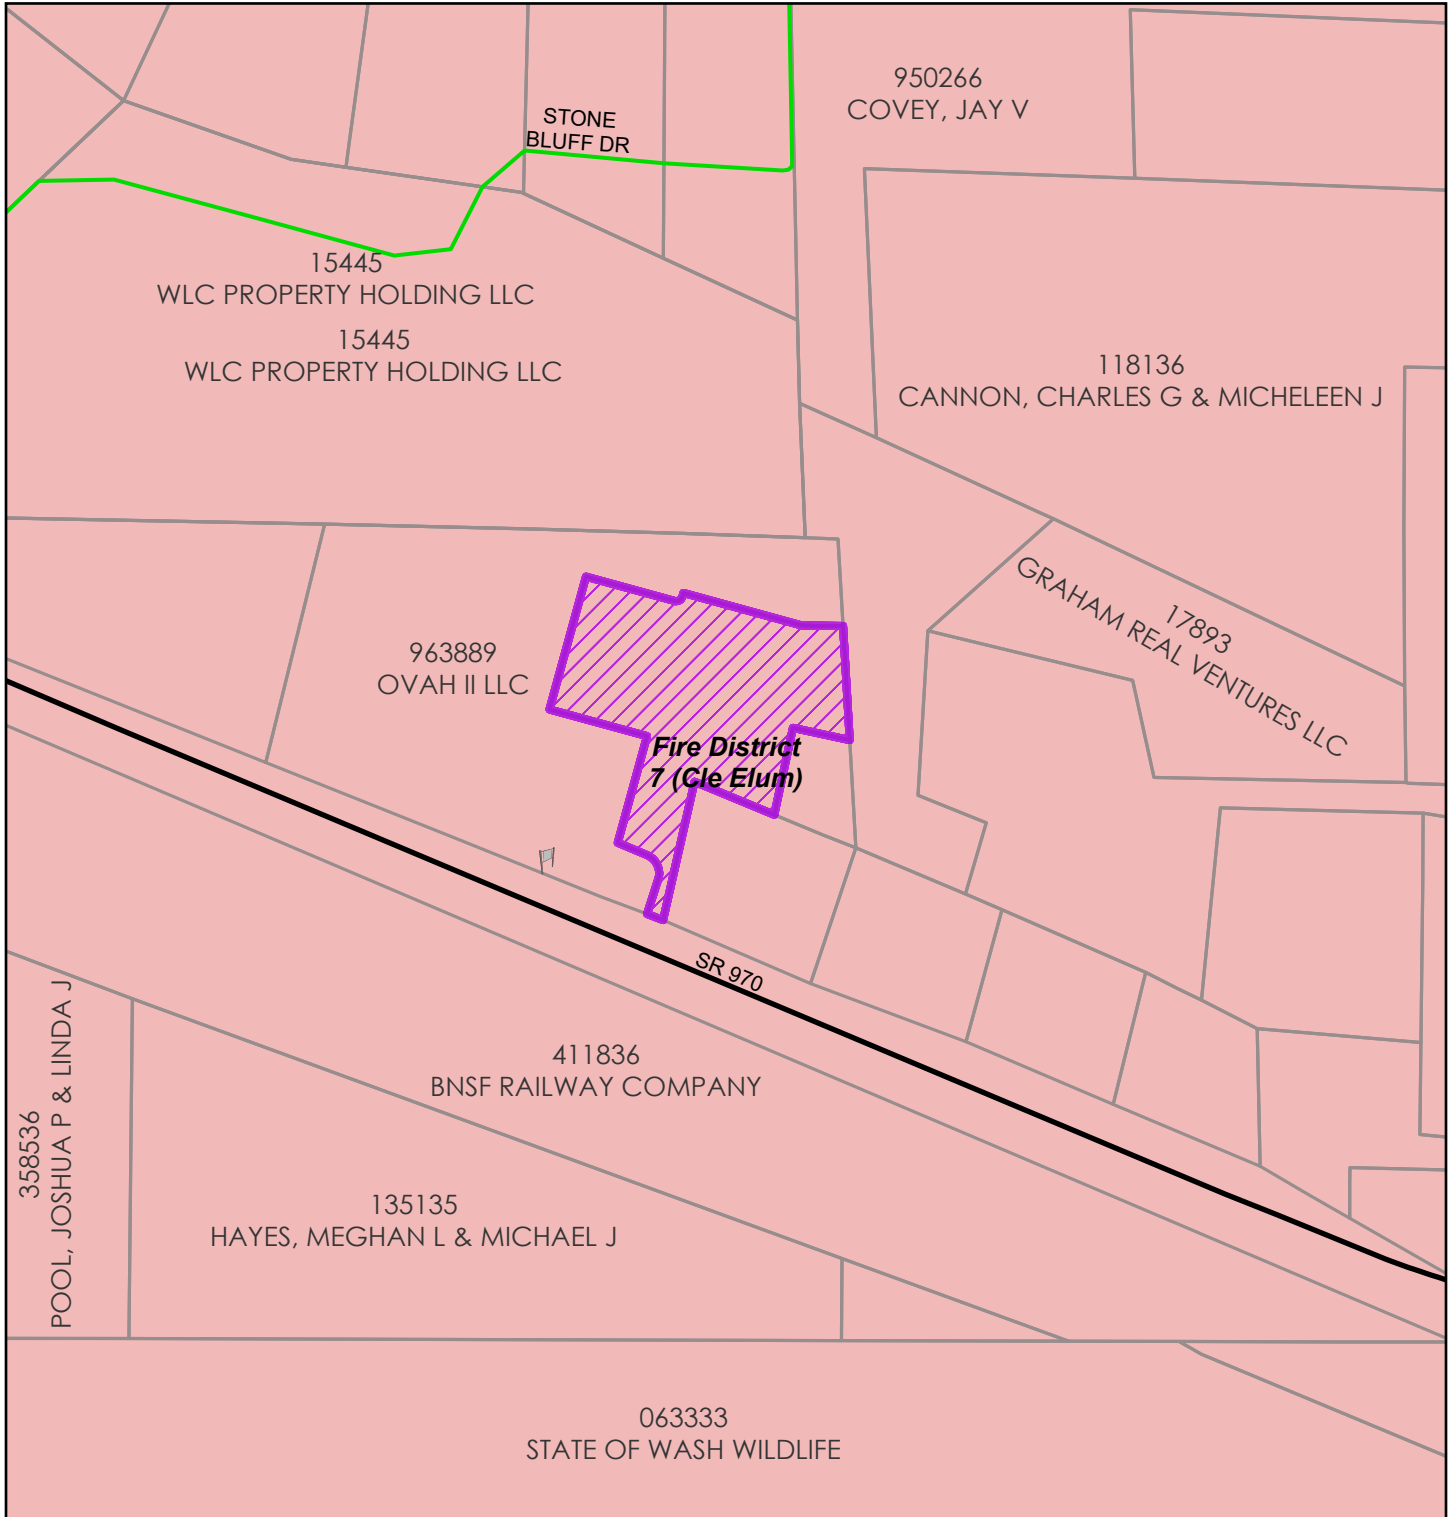 950266
COVEY, JAY V
STONE
BLUFF DR
15445
WLC PROPERTY HOLDING LLC
15445
WLC PROPERTY HOLDING LLC
118136
CANNON, CHARLES G & MICHELEEN J
17893
GRAHAM REAL VENTURES LLC
963889
OVAH II LLC
Fire District
7 (Cle Elum)
SR 970
411836
BNSF RAILWAY COMPANY
358536
POOL, JOSHUA P & LINDA J
135135
HAYES, MEGHAN L & MICHAEL J
063333
STATE OF WASH WILDLIFE